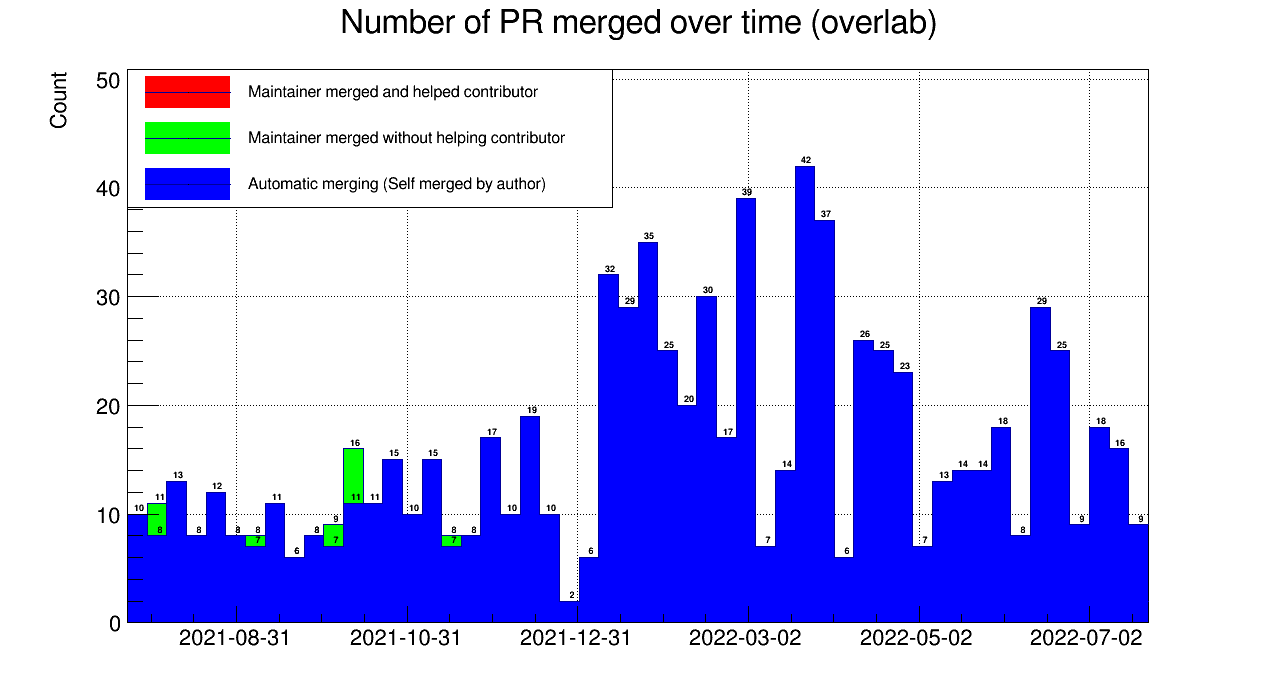 Number of PR merged over time (overlab)
Count
50
40
30
20
10
0
Maintainer merged and helped contributor
Maintainer merged without helping contributor
Automatic merging (Self merged by author)
10 11 8 13 8 12 8 8 7 11 6 8 9 7 16 11 11 15 10 15 8 7 8 17 10 19 10 2 6 32 29 35 25 20 30 17 39 7 14 42 37 6 26 25 23 7 13 14 14 18 8 29 25 9 18 16 9
2021-08-31 2021-10-31 2021-12-31 2022-03-02 2022-05-02 2022-07-02